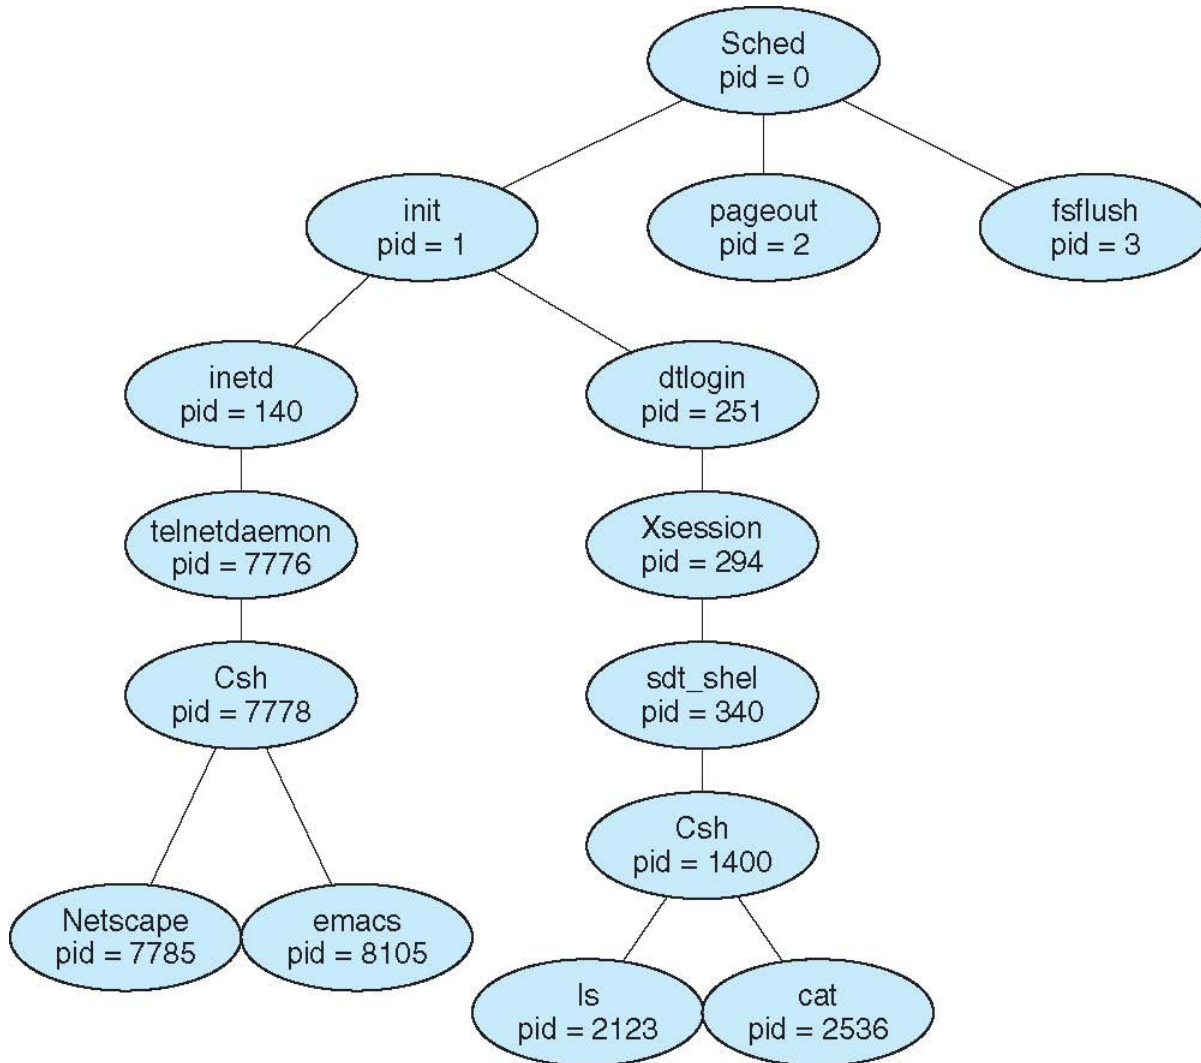 Sched
pid = 0
init
pid = 1
pageout
pid = 2
fsflush
pid = 3
inetd
pid = 140
dtlogin
pid = 251
telnetdaemon
pid = 7776
Xsession
pid = 294
Csh
pid = 7778
sdt_shel
pid = 340
Csh
pid = 1400
Netscape
pid = 7785
emacs
pid = 8105
ls
pid = 2123
cat
pid = 2536